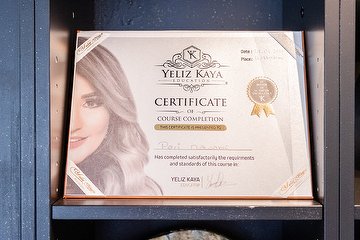 Date:
Place:
K
YELIZ KAYA
EDUCATION
CERTIFICATE
OF
COURSE COMPLETION
THIS CERTIFICATE IS PRESENTED TO
Has completed satisfactorily the requirments
and standards of this course in:
YELIZ KAYA